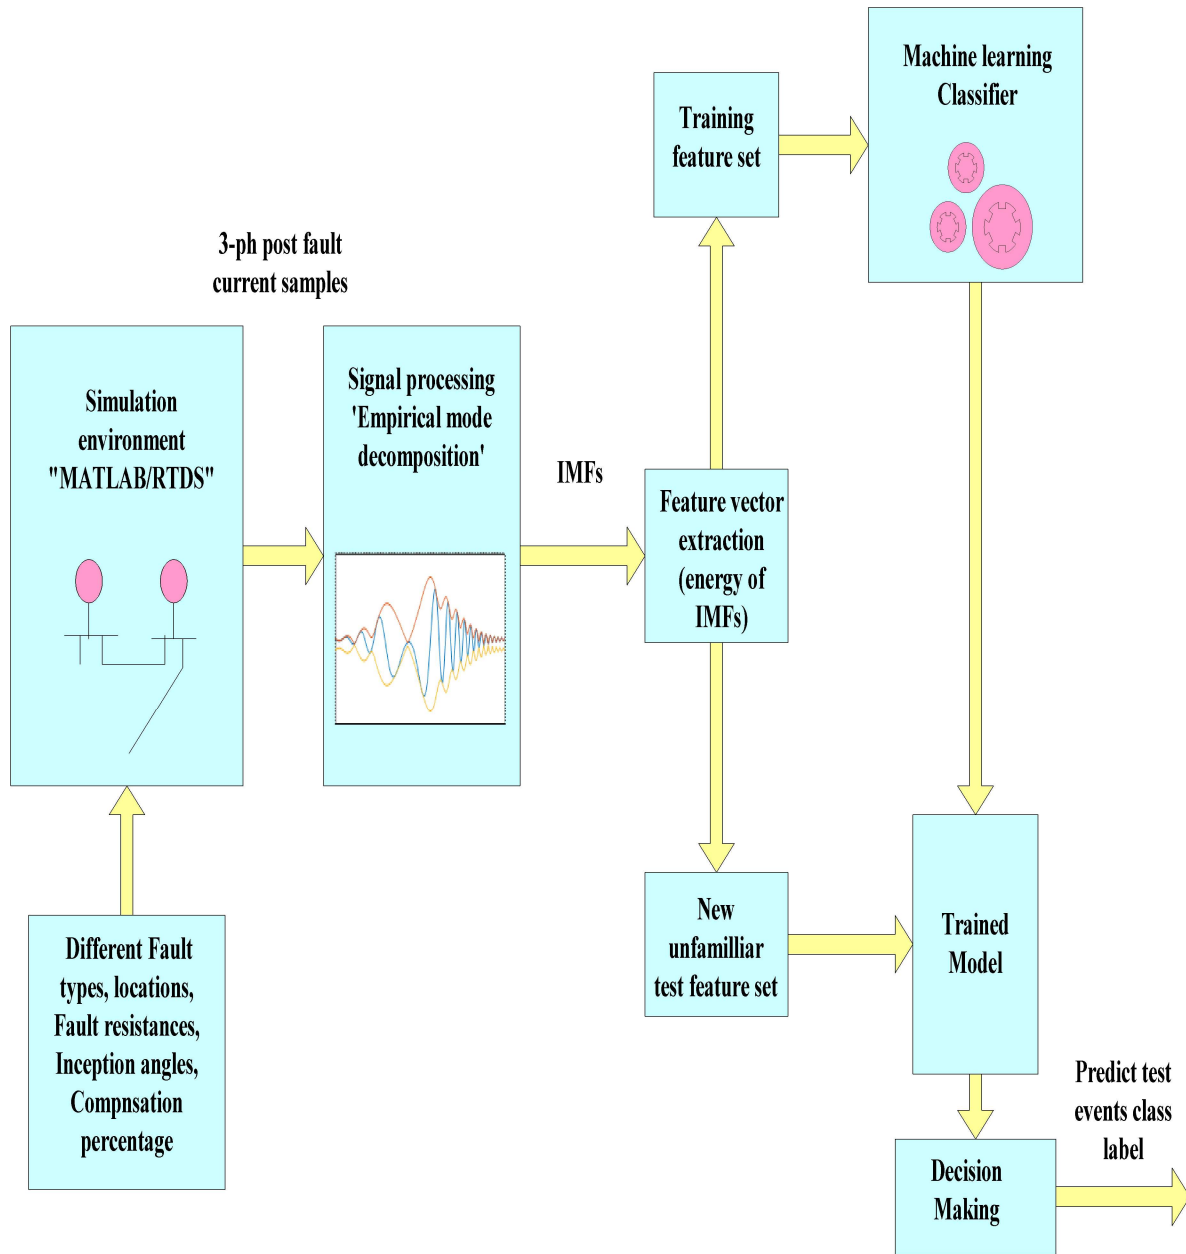 Machine learning
Classifier
Training
feature set
3-ph post fault
current samples
Simulation
environment
"MATLAB/RTDS"
Signal processing
'Empirical mode
decomposition'
IMFs
Feature vector
extraction
(energy of
IMFs)
New
unfamilliar
test feature set
Trained
Model
Different Fault
types, locations,
Fault resistances,
Inception angles,
Compnsation
percentage
Predict test
events class
label
Decision
Making